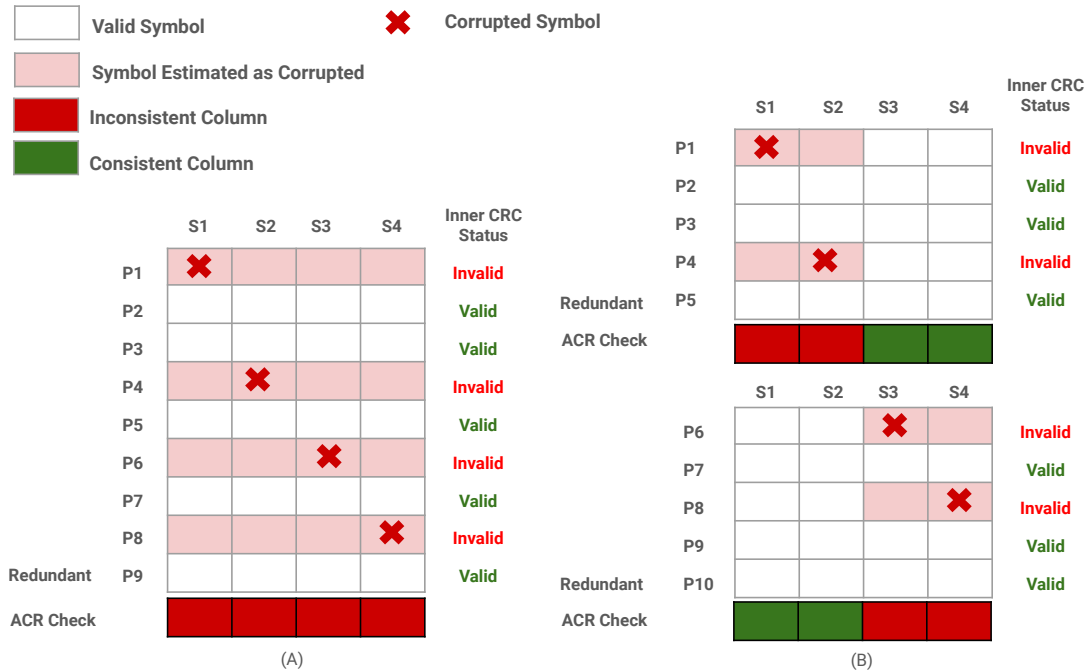 Valid Symbol
Corrupted Symbol
Symbol Estimated as Corrupted
Inconsistent Column
Consistent Column
S1 S2 S3 S4
Inner CRC
Status
P1 Invalid
P2 Valid
P3 Valid
P4 Invalid
P5 Valid
P6 Invalid
P7 Valid
P8 Invalid
Redundant P9 Valid
ACR Check
(A)
S1 S2 S3 S4
Inner CRC
Status
P1 Invalid
P2 Valid
P3 Valid
P4 Invalid
Redundant P5 Valid
ACR Check
S1 S2 S3 S4
P6 Invalid
P7 Valid
P8 Invalid
P9 Valid
Redundant P10 Valid
ACR Check
(B)